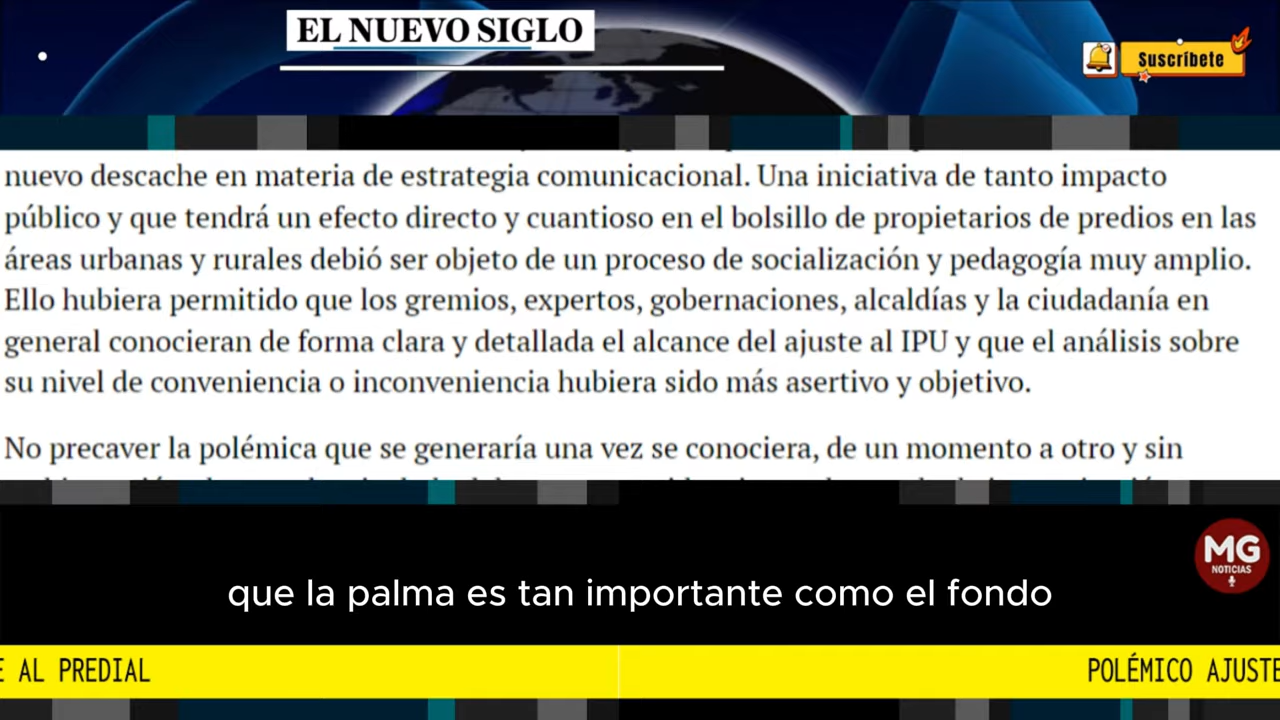 EL NUEVO SIGLO
Suscríbete
nuevo descache en materia de estrategia comunicacional. Una iniciativa de tanto impacto
público y que tendrá un efecto directo y cuantioso en el bolsillo de propietarios de predios en las
áreas urbanas y rurales debió ser objeto de un proceso de socialización y pedagogía muy amplio.
Ello hubiera permitido que los gremios, expertos, gobernaciones, alcaldías y la ciudadanía en
general conocieran de forma clara y detallada el alcance del ajuste al IPU y que el análisis sobre
su nivel de conveniencia o inconveniencia hubiera sido más asertivo y objetivo.
No precaver la polémica que se generaría una vez se conociera, de un momento a otro y sin
MG
NOTICIAS
que la palma es tan importante como el fondo
E AL PREDIAL
POLÉMICO AJUSTE